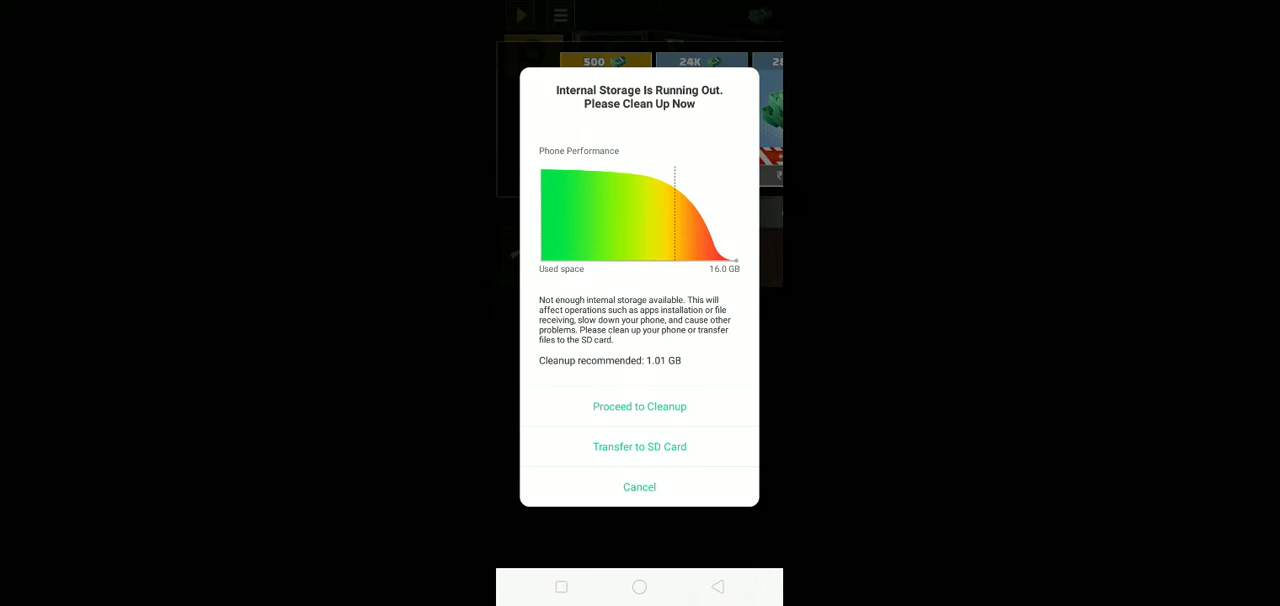 500
24K
Internal Storage Is Running Out.
Please Clean Up Now
Phone Performance
Used space
16.0 GB
Not enough internal storage available. This will
affect operations such as apps installation or file
receiving, slow down your phone, and cause other
problems. Please clean up your phone or transfer
files to the SD card.
Cleanup recommended: 1.01 GB
Proceed to Cleanup
Transfer to SD Card
Cancel